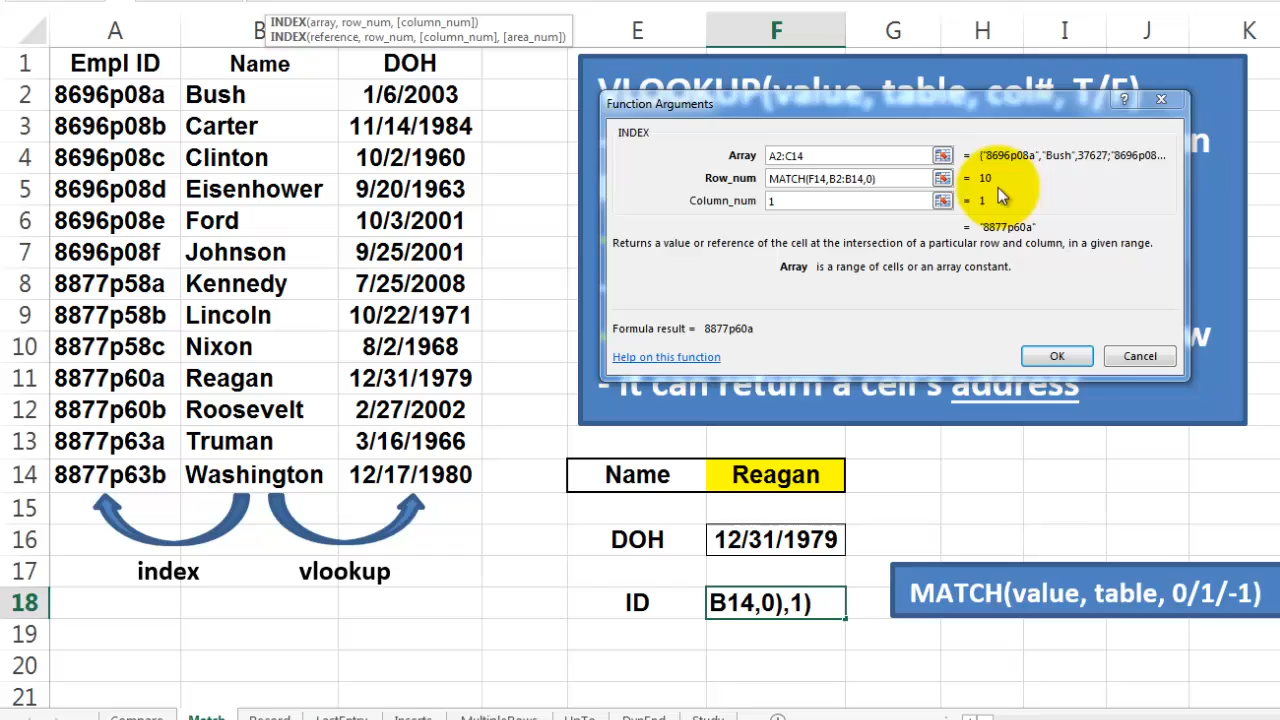 INDEX(array, row_num, [column_num])
INDEX(reference, row_num, [column_num], [area_num])
A B E F G H I J K
1 Empl ID Name DOH
2 8696p08a Bush 1/6/2003
3 8696p08b Carter 11/14/1984
4 8696p08c Clinton 10/2/1960
5 8696p08d Eisenhower 9/20/1963
6 8696p08e Ford 10/3/2001
7 8696p08f Johnson 9/25/2001
8 8877p58a Kennedy 7/25/2008
9 8877p58b Lincoln 10/22/1971
10 8877p58c Nixon 8/2/1968
11 8877p60a Reagan 12/31/1979
12 8877p60b Roosevelt 2/27/2002
13 8877p63a Truman 3/16/1966
14 8877p63b Washington 12/17/1980
15
16
17 index vlookup
18
19
20
21
VLOOKUP(value, table, col#, T/F)
Function Arguments
INDEX
Array A2:C14 = {"8696p08a","Bush",37627;"8696p08...
Row_num MATCH(F14,B2:B14,0) = 10
Column_num 1 = 1
= "8877p60a"
Returns a value or reference of the cell at the intersection of a particular row and column, in a given range.
Array is a range of cells or an array constant.
Formula result = 8877p60a
Help on this function OK Cancel
- It can return a cell's address
Name Reagan
DOH 12/31/1979
ID B14,0),1)
MATCH(value, table, 0/1/-1)
Compare Match Record LastEntry Inserts MultipleRows UpTo DynEnd Study